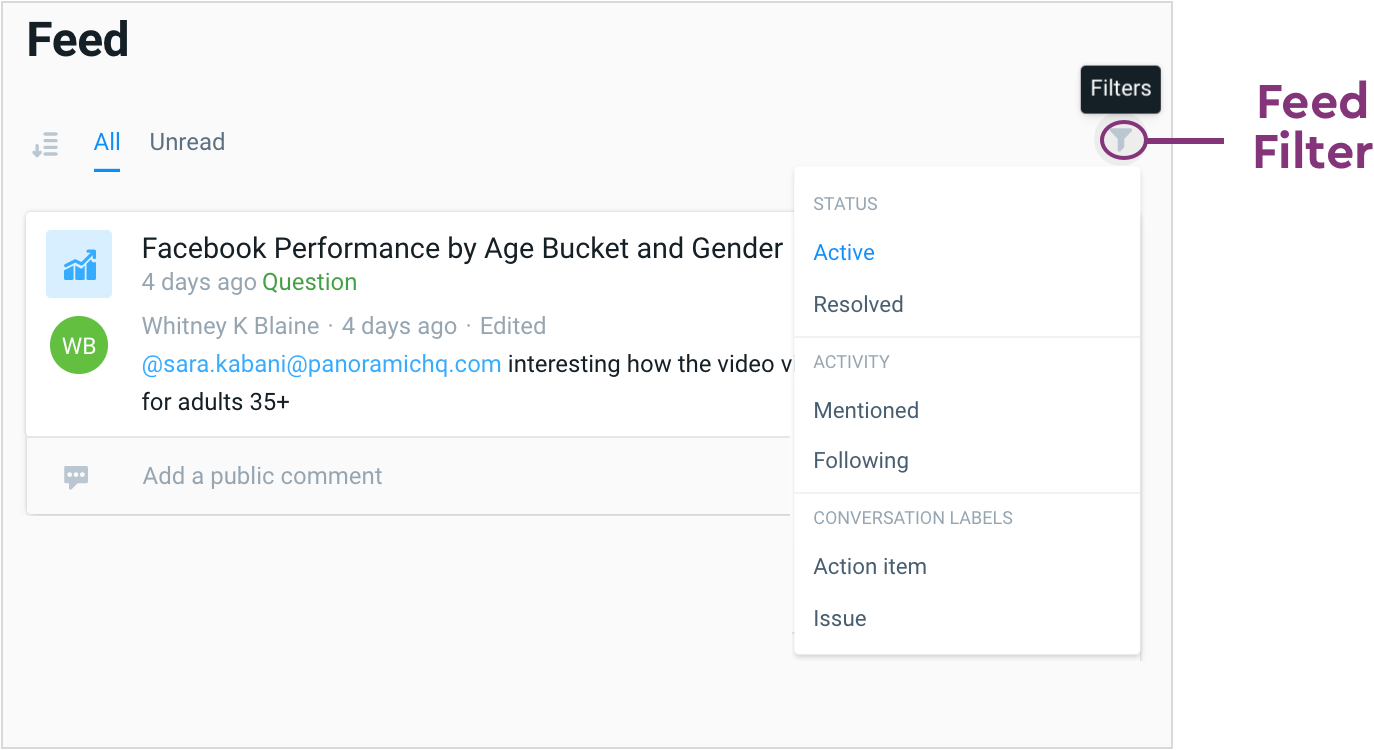 Feed
Filters
Feed
Filter
All Unread
STATUS
Facebook Performance by Age Bucket and Gender
Active
4 days ago Question
Resolved
Whitney K Blaine · 4 days ago · Edited
WB
@sara.kabani@panoramichq.com interesting how the video v
ACTIVITY
for adults 35+
Mentioned
Following
Add a public comment
CONVERSATION LABELS
Action item
Issue